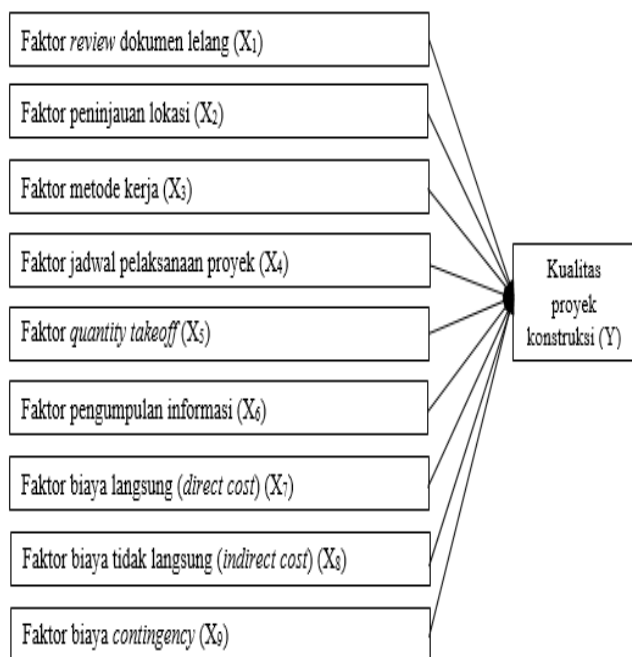 Faktor review dokumen lelang (X₁)
Faktor peninjauan lokasi (X₂)
Faktor metode kerja (X₃)
Faktor jadwal pelaksanaan proyek (X₄)
Faktor quantity takeoff (X₅)
Faktor pengumpulan informasi (X₆)
Faktor biaya langsung (direct cost) (X₇)
Faktor biaya tidak langsung (indirect cost) (X₈)
Faktor biaya contingency (X₉)
Kualitas
proyek
konstruksi (Y)